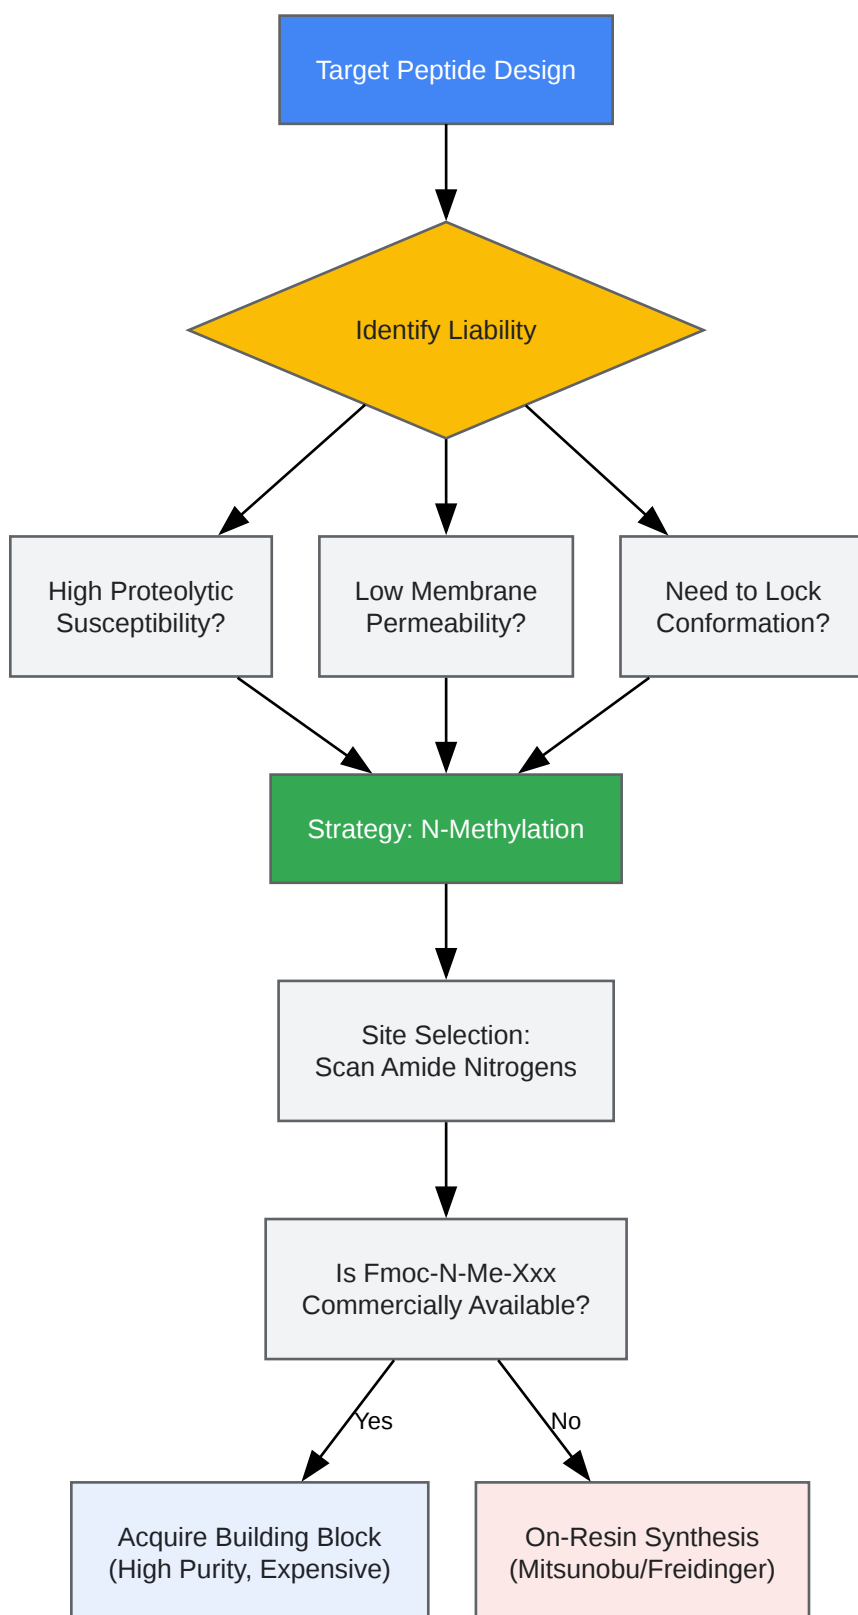 Target Peptide Design
Identify Liability
High Proteolytic
Susceptibility?
Low Membrane
Permeability?
Need to Lock
Conformation?
Strategy: N-Methylation
Site Selection:
Scan Amide Nitrogens
Is Fmoc-N-Me-Xxx
Commercially Available?
Yes
No
Acquire Building Block
(High Purity, Expensive)
On-Resin Synthesis
(Mitsunobu/Freidinger)